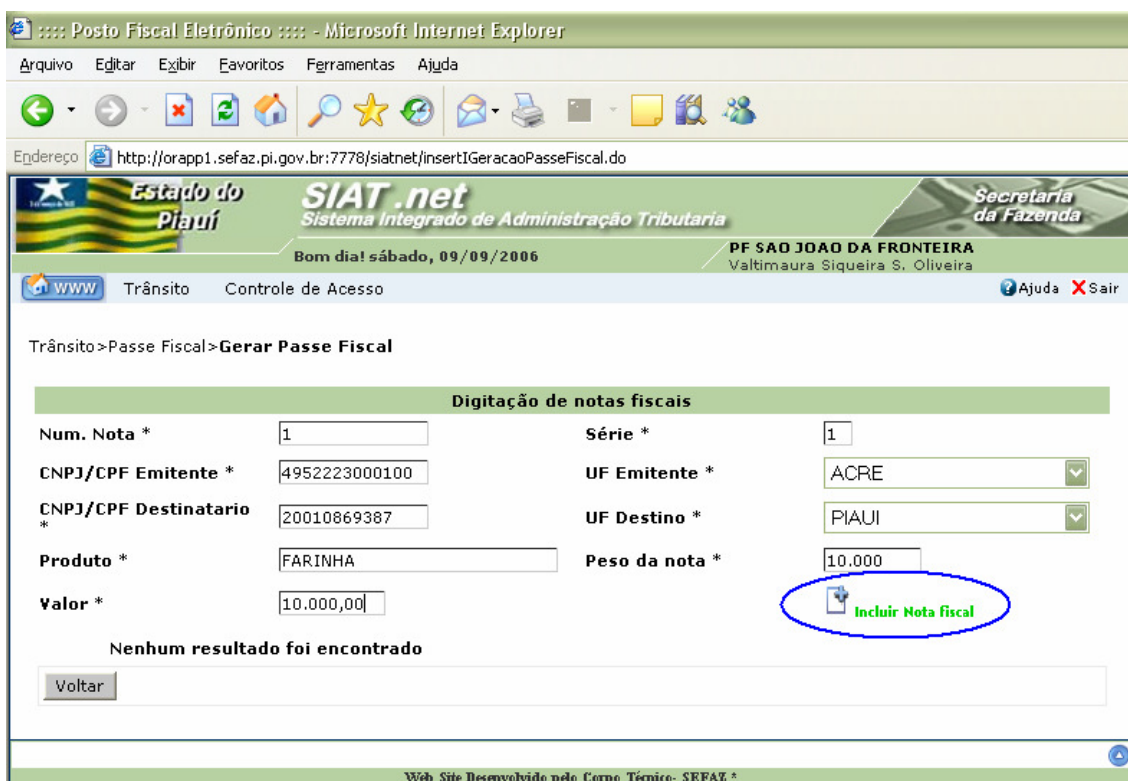 :::: Posto Fiscal Eletrônico :::: - Microsoft Internet Explorer
Arquivo Editar Exibir Favoritos Ferramentas Ajuda
Endereço http://orapp1.sefaz.pi.gov.br:7778/siatnet/insertIGeracaoPasseFiscal.do
Estado do Piauí
SIAT .net
Sistema Integrado de Administração Tributaria
Secretaria da Fazenda
Bom dia! sábado, 09/09/2006
PF SAO JOAO DA FRONTEIRA
Valtimaura Siqueira S. Oliveira
www Trânsito Controle de Acesso Ajuda Sair
Trânsito>Passe Fiscal>Gerar Passe Fiscal
Digitação de notas fiscais
Num. Nota * 1 Série * 1
CNPJ/CPF Emitente * 4952223000100 UF Emitente * ACRE
CNPJ/CPF Destinatario * 20010869387 UF Destino * PIAUI
Produto * FARINHA Peso da nota * 10.000
Valor * 10.000,00 Incluir Nota fiscal
Nenhum resultado foi encontrado
Voltar
Web Site Desenvolvido pelo Corpo Técnico- SEFAZ *